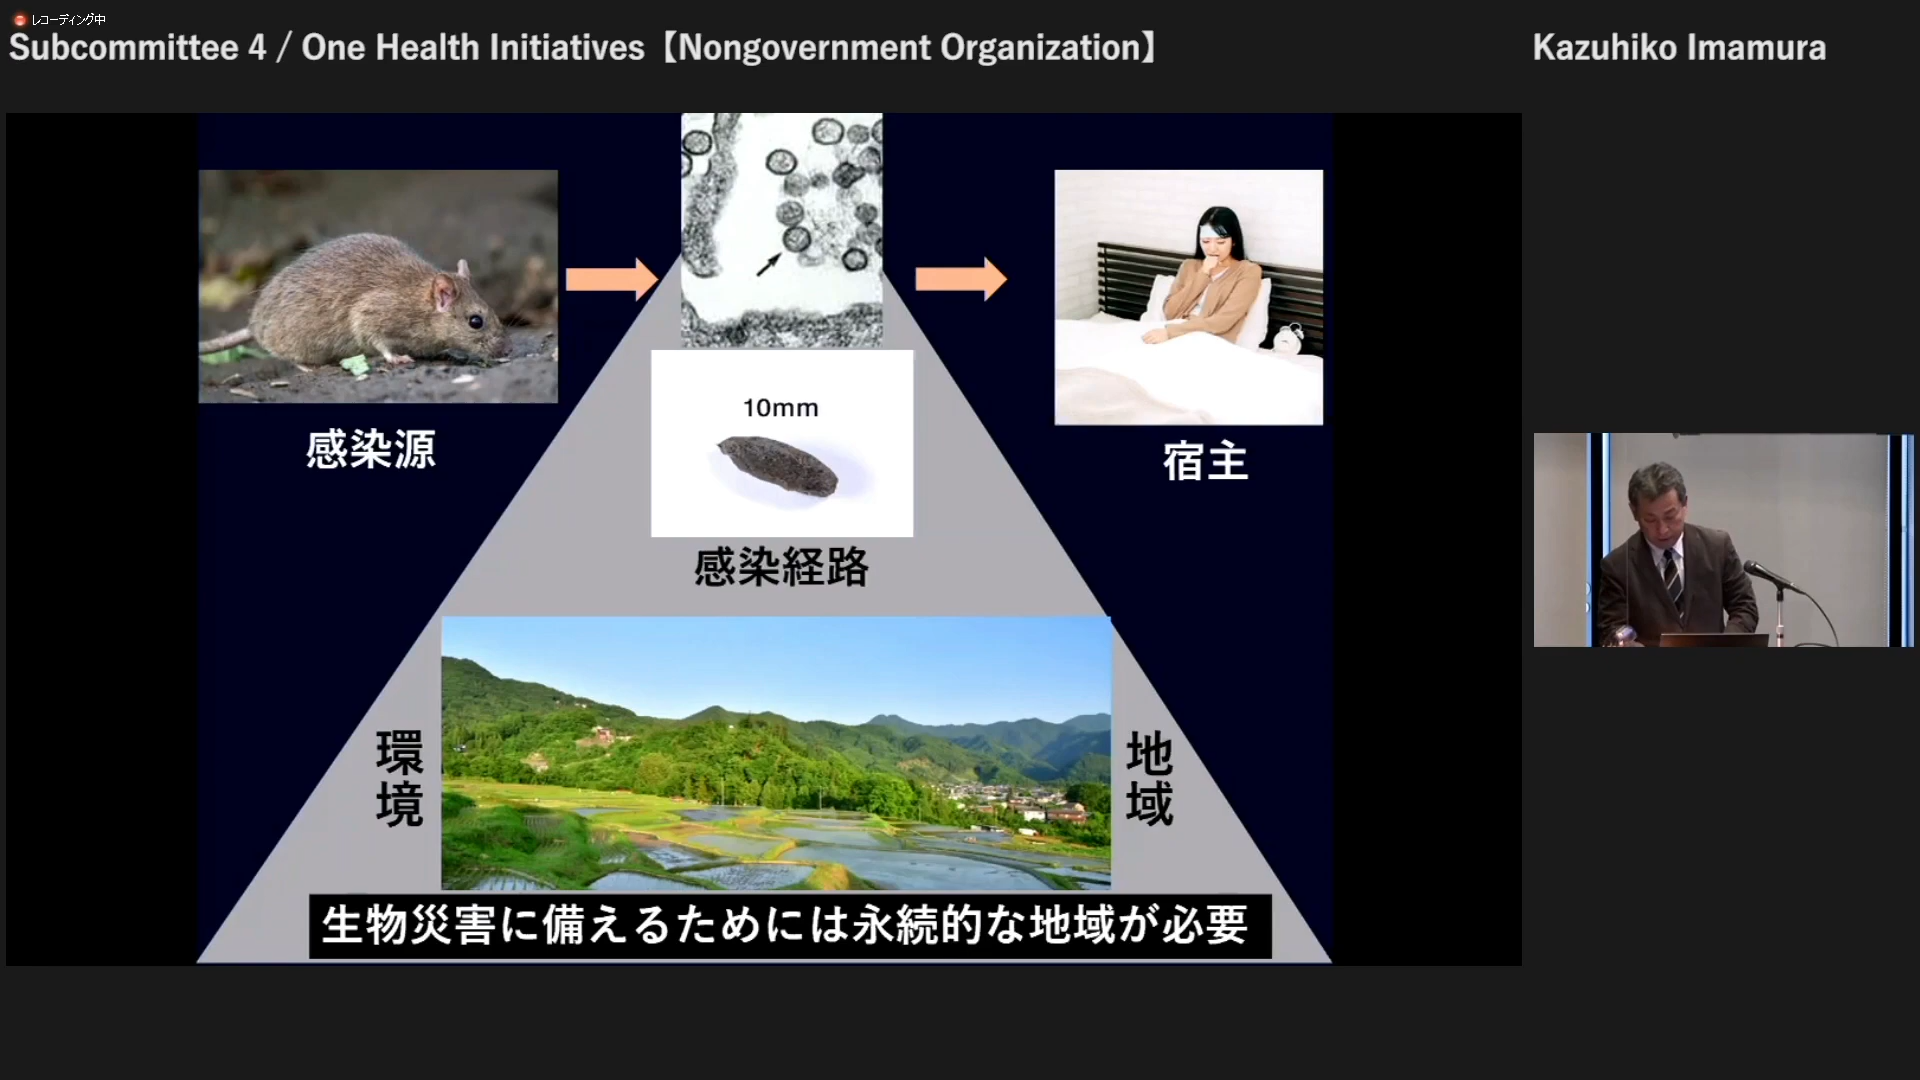 レコーディング中
Subcommittee 4 / One Health Initiatives【Nongovernment Organization】
Kazuhiko Imamura
感染源
10mm
感染経路
宿主
環境
地域
生物災害に備えるためには永続的な地域が必要